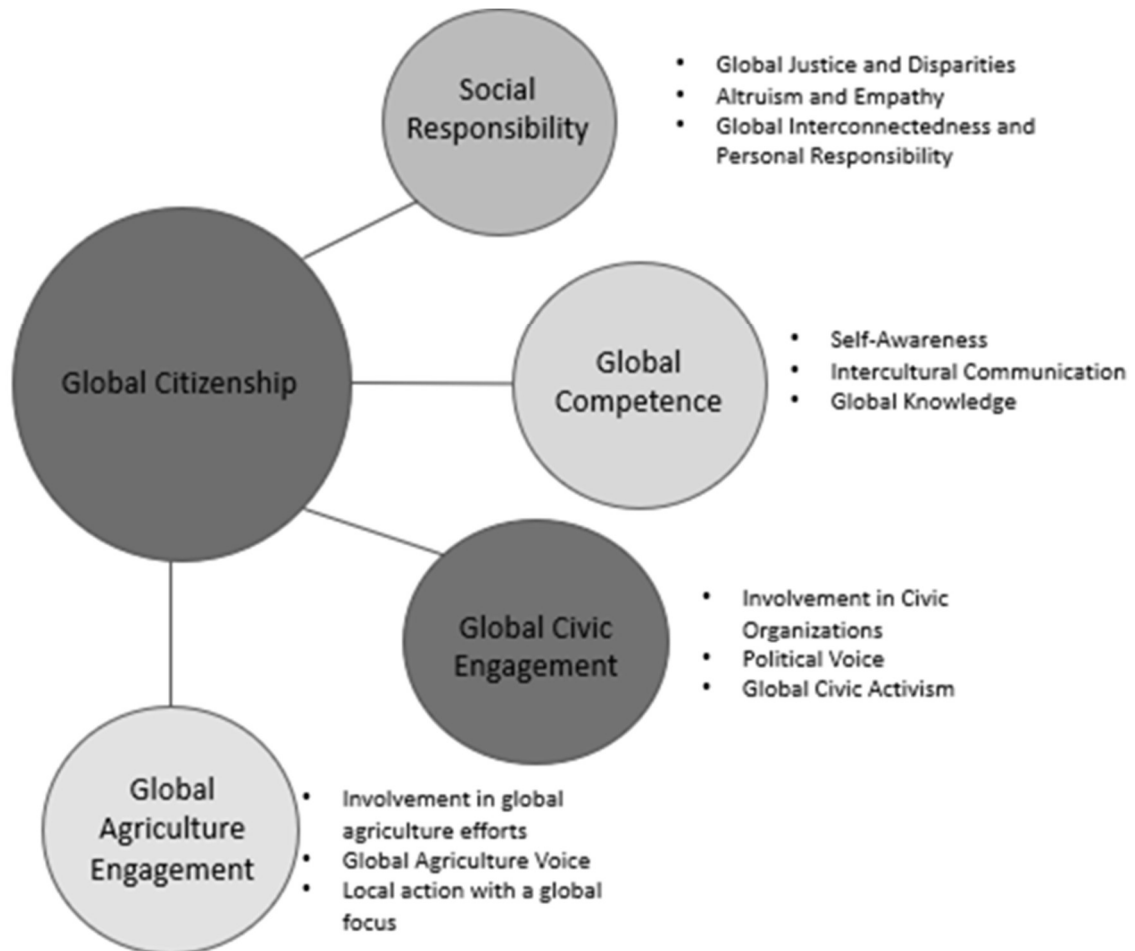 Social
Responsibility
• Global Justice and Disparities
• Altruism and Empathy
• Global Interconnectedness and
Personal Responsibility
Global Citizenship
Global
Competence
• Self-Awareness
• Intercultural Communication
• Global Knowledge
Global Civic
Engagement
• Involvement in Civic
Organizations
• Political Voice
• Global Civic Activism
Global
Agriculture
Engagement
• Involvement in global
agriculture efforts
• Global Agriculture Voice
• Local action with a global
focus